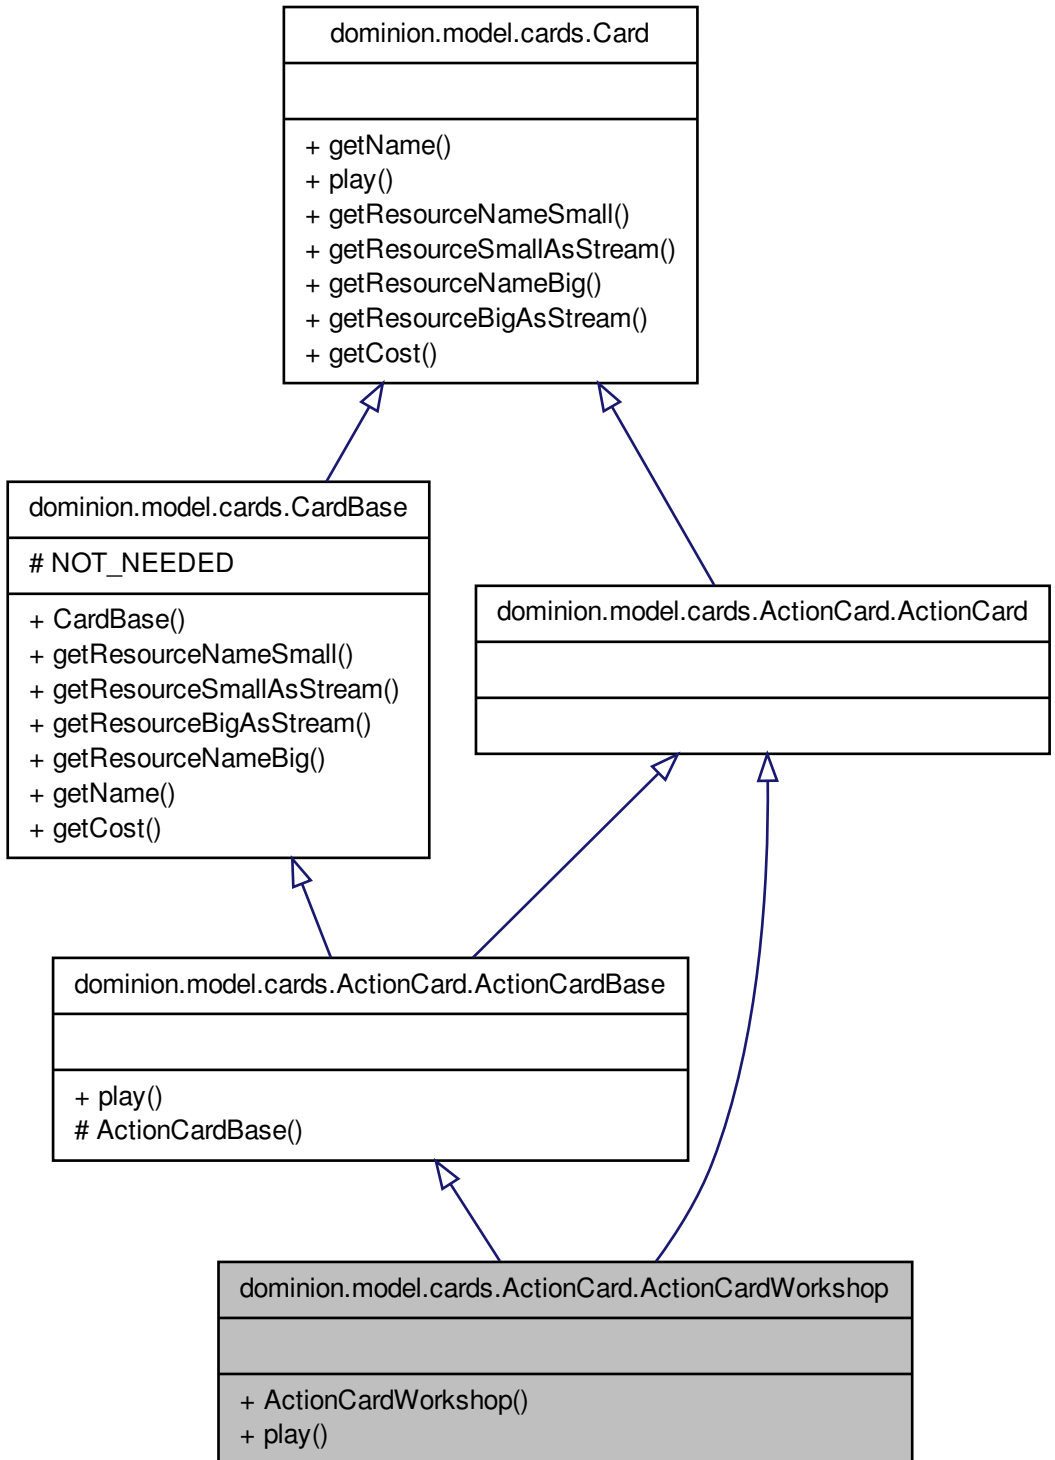 dominion.model.cards.Card
+ getName()
+ play()
+ getResourceNameSmall()
+ getResourceSmallAsStream()
+ getResourceNameBig()
+ getResourceBigAsStream()
+ getCost()
dominion.model.cards.CardBase
# NOT_NEEDED
+ CardBase()
+ getResourceNameSmall()
+ getResourceSmallAsStream()
+ getResourceBigAsStream()
+ getResourceNameBig()
+ getName()
+ getCost()
dominion.model.cards.ActionCard.ActionCard
dominion.model.cards.ActionCard.ActionCardBase
+ play()
# ActionCardBase()
dominion.model.cards.ActionCard.ActionCardWorkshop
+ ActionCardWorkshop()
+ play()